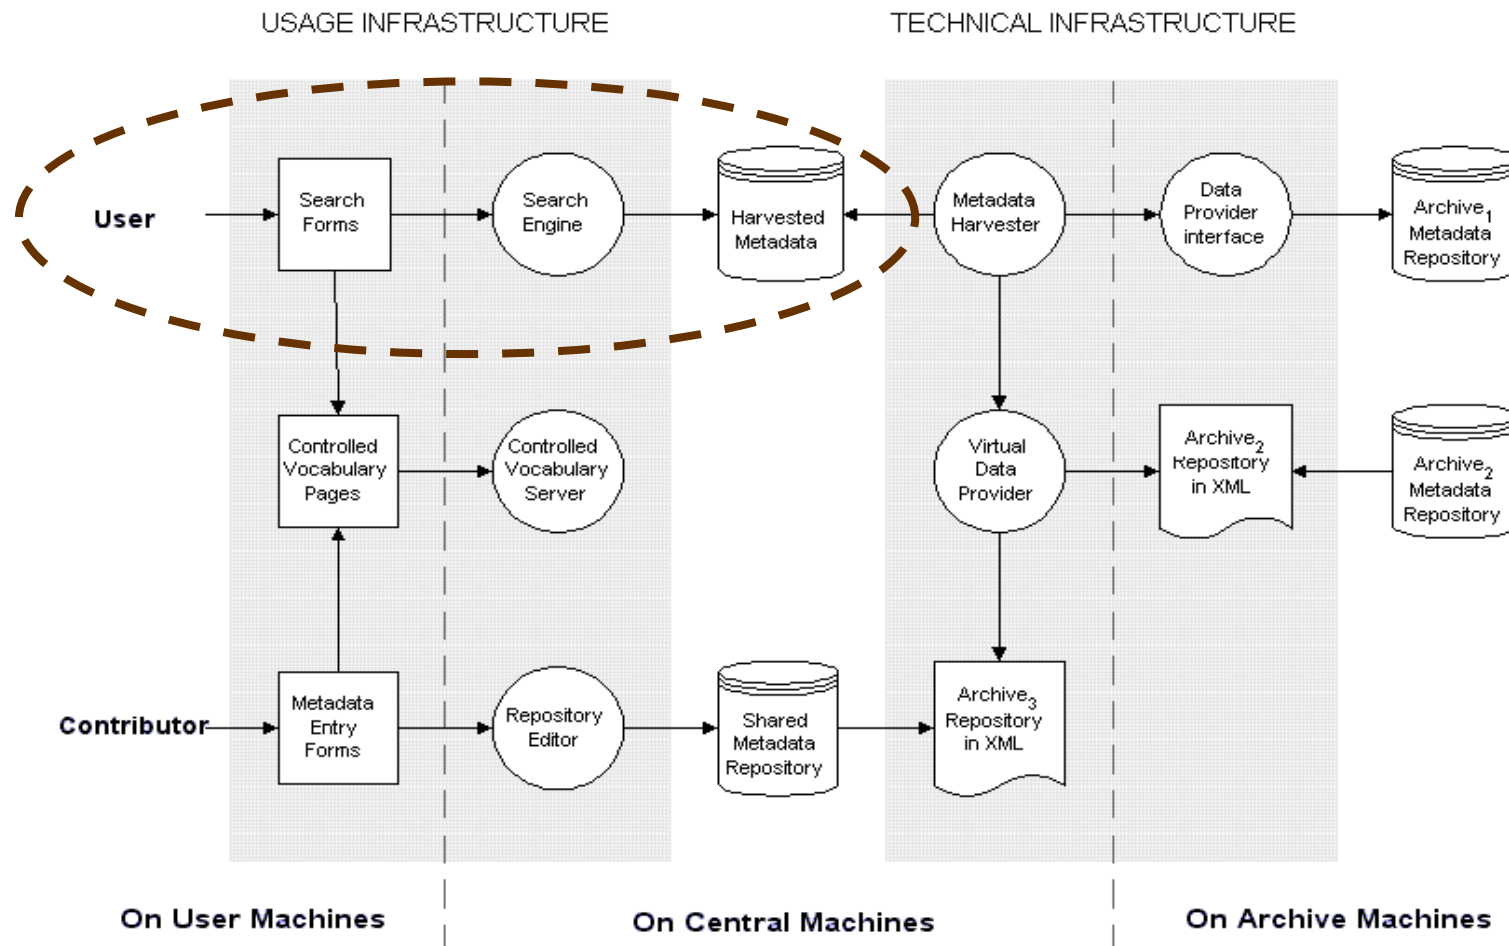 USAGE INFRASTRUCTURE
TECHNICAL INFRASTRUCTURE
User
Search
Forms
Search
Engine
Harvested
Metadata
Metadata
Harvester
Data
Provider
interface
Archive1
Metadata
Repository
Controlled
Vocabulary
Pages
Controlled
Vocabulary
Server
Virtual
Data
Provider
Archive2
Repository
in XML
Archive2
Metadata
Repository
Contributor
Metadada
Entry
Forms
Repository
Editor
Shared
Metadata
Repository
Archive3
Repository
in XML
On User Machines
On Central Machines
On Archive Machines